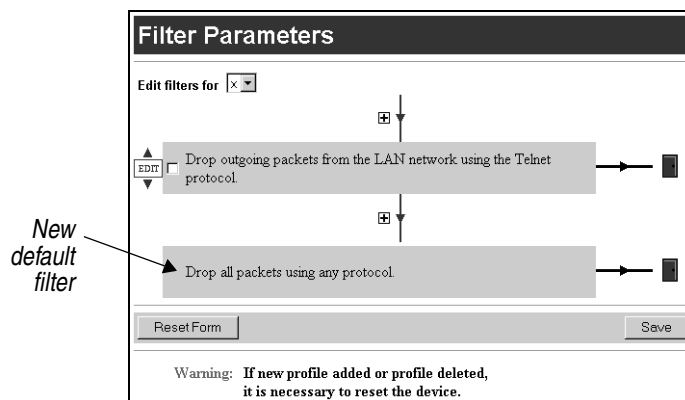 Filter Parameters
Edit filters for x
EDIT
Drop outgoing packets from the LAN network using the Telnet
protocol.
New
default
filter
Drop all packets using any protocol.
Reset Form
Save
Warning: If new profile added or profile deleted,
it is necessary to reset the device.